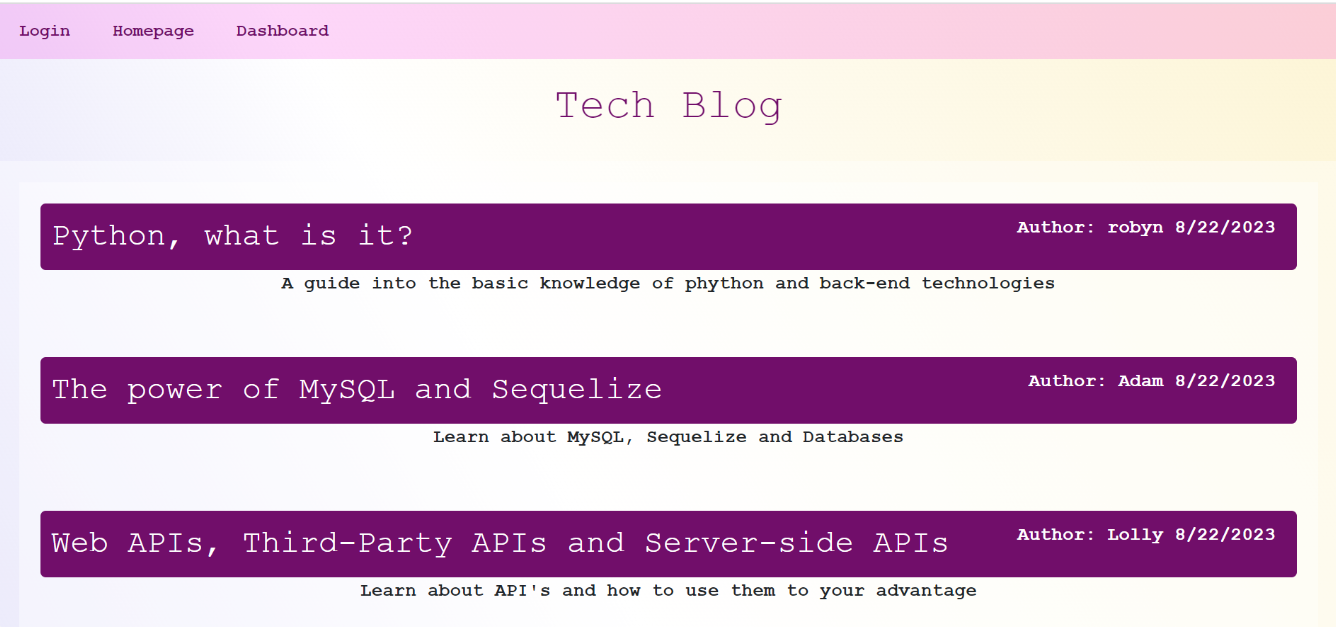 Login Homepage Dashboard
Tech Blog
Python, what is it?
Author: robyn 8/22/2023
A guide into the basic knowledge of phython and back-end technologies
The power of MySQL and Sequelize
Author: Adam 8/22/2023
Learn about MySQL, Sequelize and Databases
Web APIs, Third-Party APIs and Server-side APIs
Author: Lolly 8/22/2023
Learn about API's and how to use them to your advantage